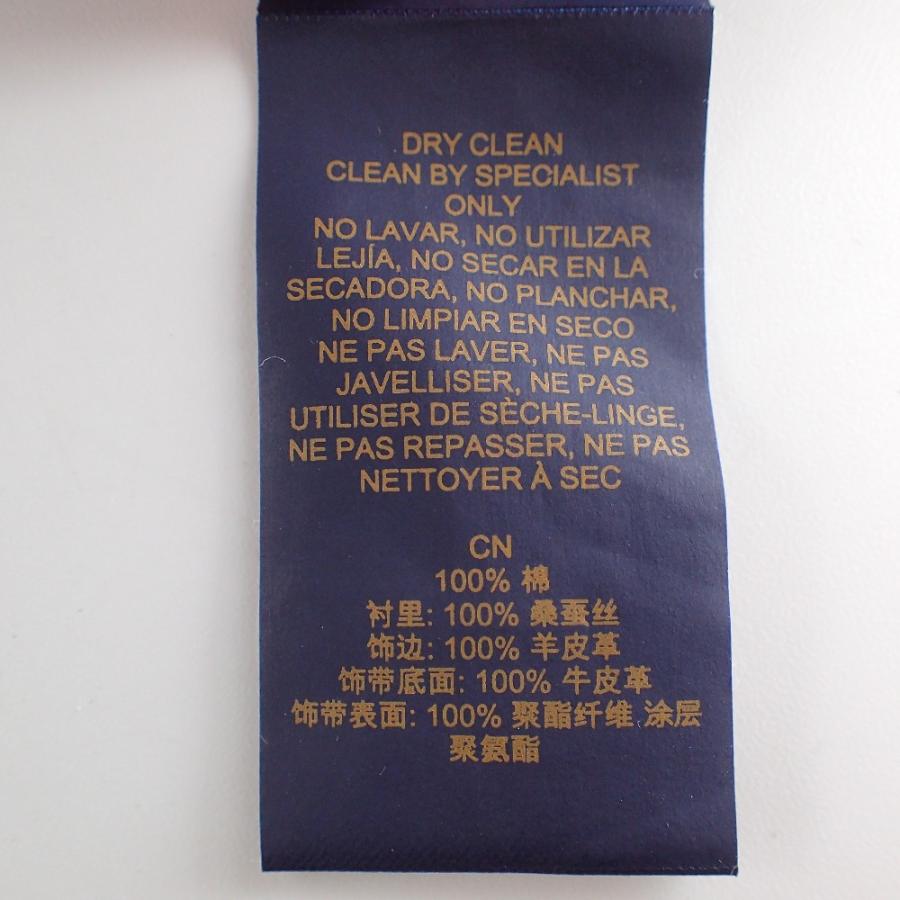 DRY CLEAN
CLEAN BY SPECIALIST
ONLY
NO LAVAR, NO UTILIZAR
LEJÍA, NO SECAR EN LA
SECADORA, NO PLANCHAR,
NO LIMPIAR EN SECO
NE PAS LAVER, NE PAS
JAVELLISER, NE PAS
UTILISER DE SÈCHE-LINGE,
NE PAS REPASSER, NE PAS
NETTOYER À SEC
CN
100% 棉
衬里: 100% 桑蚕丝
饰边: 100% 羊皮革
饰带底面: 100% 牛皮革
饰带表面: 100% 聚酯纤维 涂层
聚氨酯